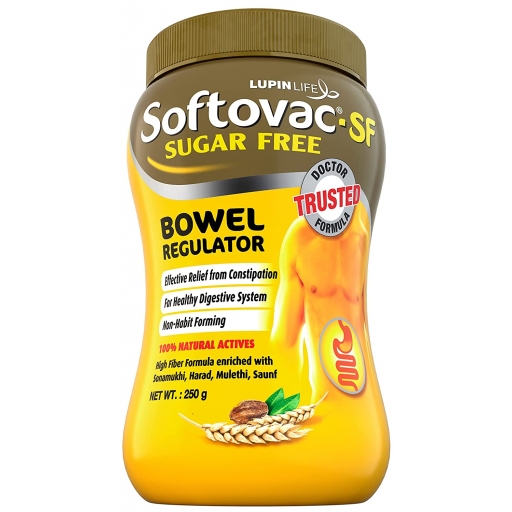 LUPIN LIFE
Softovac®-SF
SUGAR FREE
DOCTOR
TRUSTED
FORMULA
BOWEL
REGULATOR
Effective Relief from Constipation
For Healthy Digestive System
Non-Habit Forming
100% NATURAL ACTIVES
High Fiber Formula enriched with
Sonamukhi, Harad, Mulethi, Saunf
NET WT. : 250 g